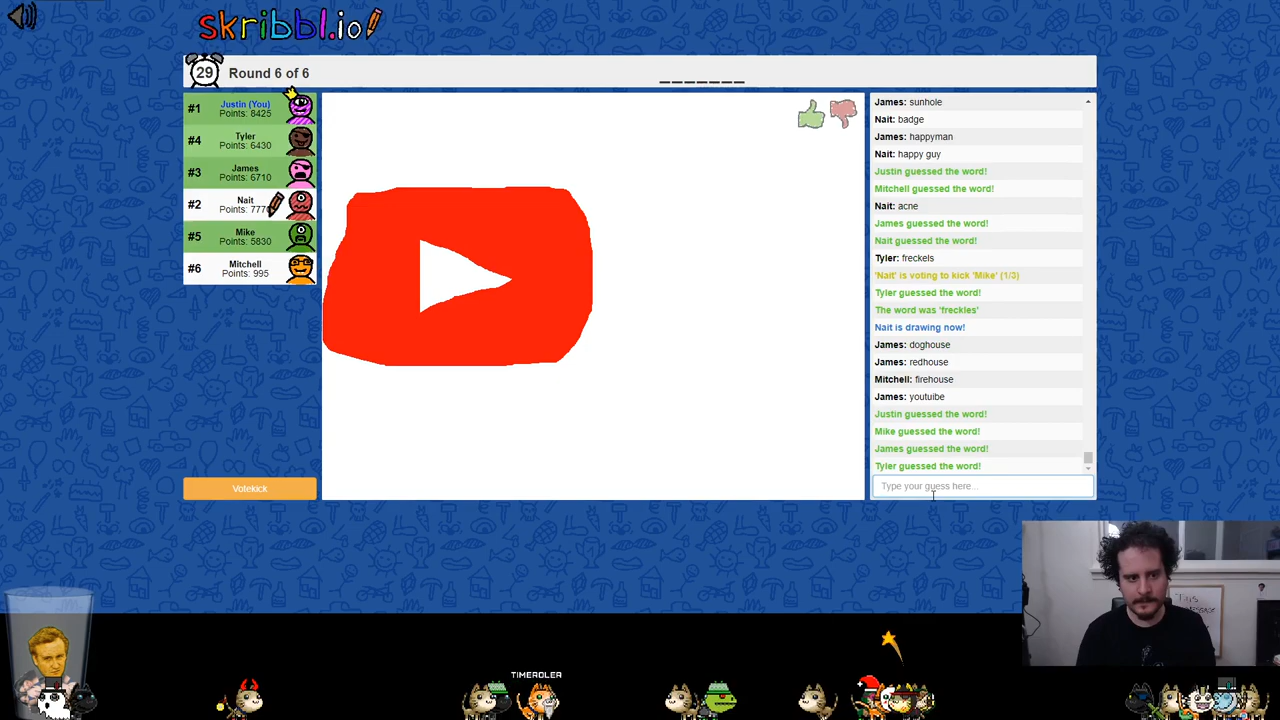 skribbl.io
29
Round 6 of 6
_______
#1 Justin (You)
Points: 8425
#4 Tyler
Points: 6430
#3 James
Points: 6710
#2 Nait
Points: 7770
#5 Mike
Points: 5830
#6 Mitchell
Points: 995
Votekick
James: sunhole
Nait: badge
James: happyman
Nait: happy guy
Justin guessed the word!
Mitchell guessed the word!
Nait: acne
James guessed the word!
Nait guessed the word!
Tyler: freckels
'Nait' is voting to kick 'Mike' (1/3)
Tyler guessed the word!
The word was 'freckles'
Nait is drawing now!
James: doghouse
James: redhouse
Mitchell: firehouse
James: youtuibe
Justin guessed the word!
Mike guessed the word!
James guessed the word!
Tyler guessed the word!
Type your guess here...
TIMEROLER